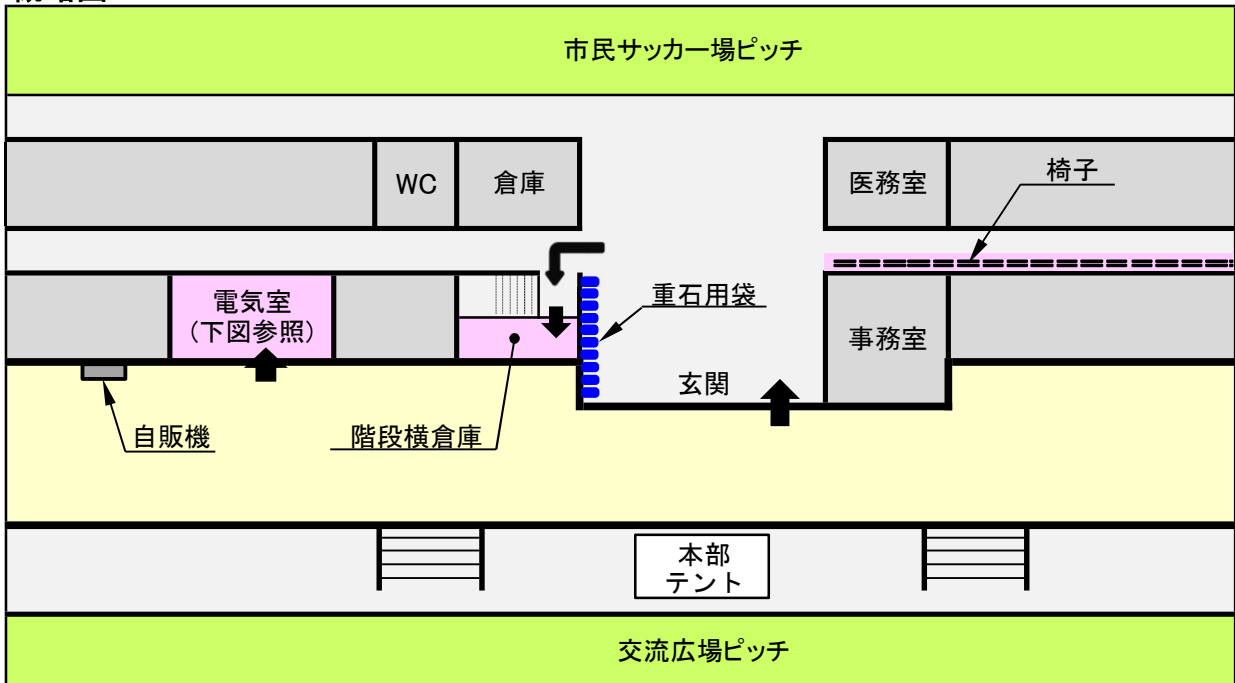 市民サッカー場ピッチ
WC
倉庫
医務室
椅子
電気室
(下図参照)
重石用袋
事務室
玄関
自販機
階段横倉庫
本部
テント
交流広場ピッチ